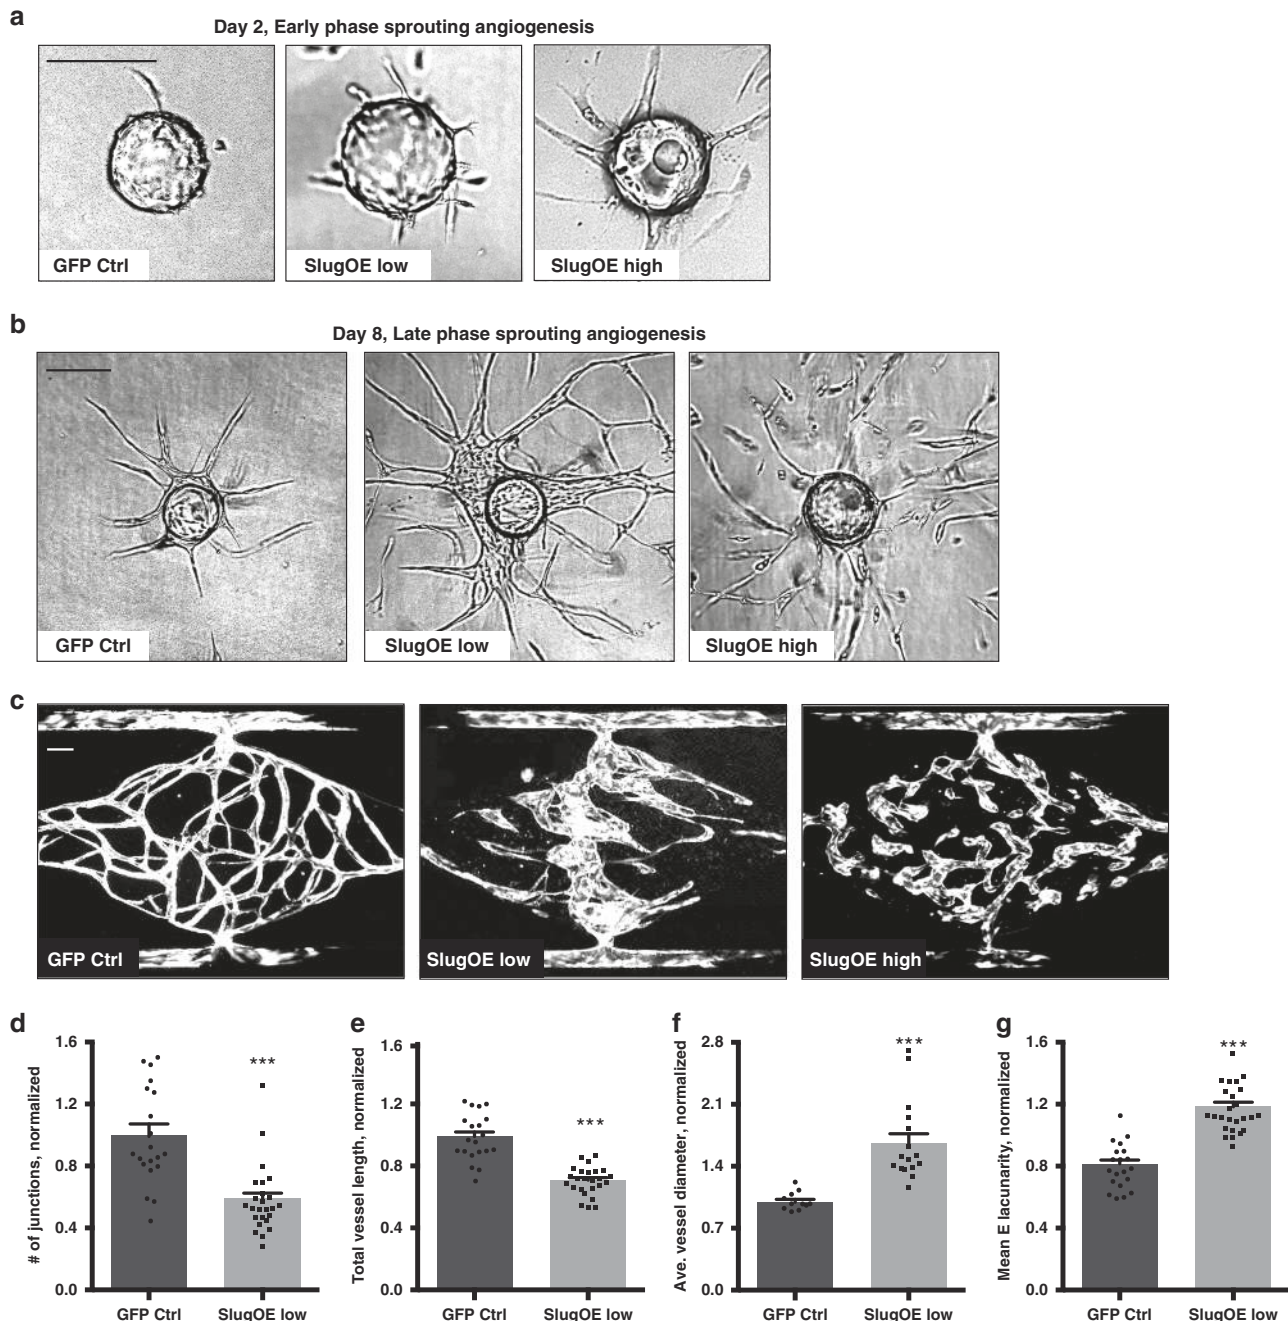 a
Day 2, Early phase sprouting angiogenesis
GFP Ctrl
SlugOE low
SlugOE high
b
Day 8, Late phase sprouting angiogenesis
GFP Ctrl
SlugOE low
SlugOE high
c
GFP Ctrl
SlugOE low
SlugOE high
d
# of junctions, normalized
1.6
1.2
0.8
0.4
0.0
***
GFP Ctrl
SlugOE low
e
Total vessel length, normalized
1.6
1.2
0.8
0.4
0.0
***
GFP Ctrl
SlugOE low
f
Ave. vessel diameter, normalized
2.8
2.1
1.4
0.7
0.0
***
GFP Ctrl
SlugOE low
g
Mean E lacunarity, normalized
1.6
1.2
0.8
0.4
0.0
***
GFP Ctrl
SlugOE low